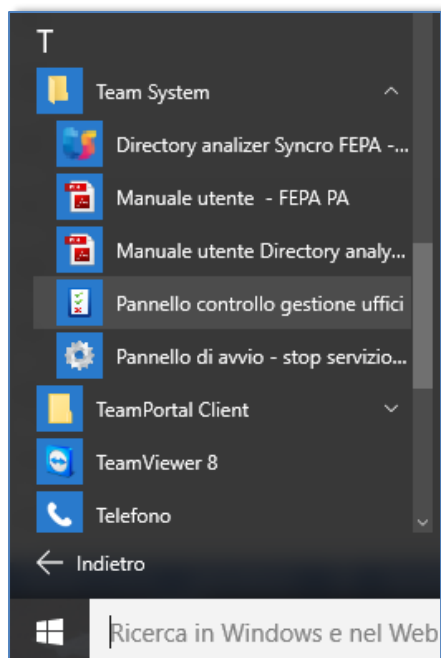 T
Team System
Directory analizer Syncro FEPA -...
Manuale utente - FEPA PA
Manuale utente Directory analy...
Pannello controllo gestione uffici
Pannello di avvio - stop servizio...
TeamPortal Client
TeamViewer 8
Telefono
Indietro
Ricerca in Windows e nel Web